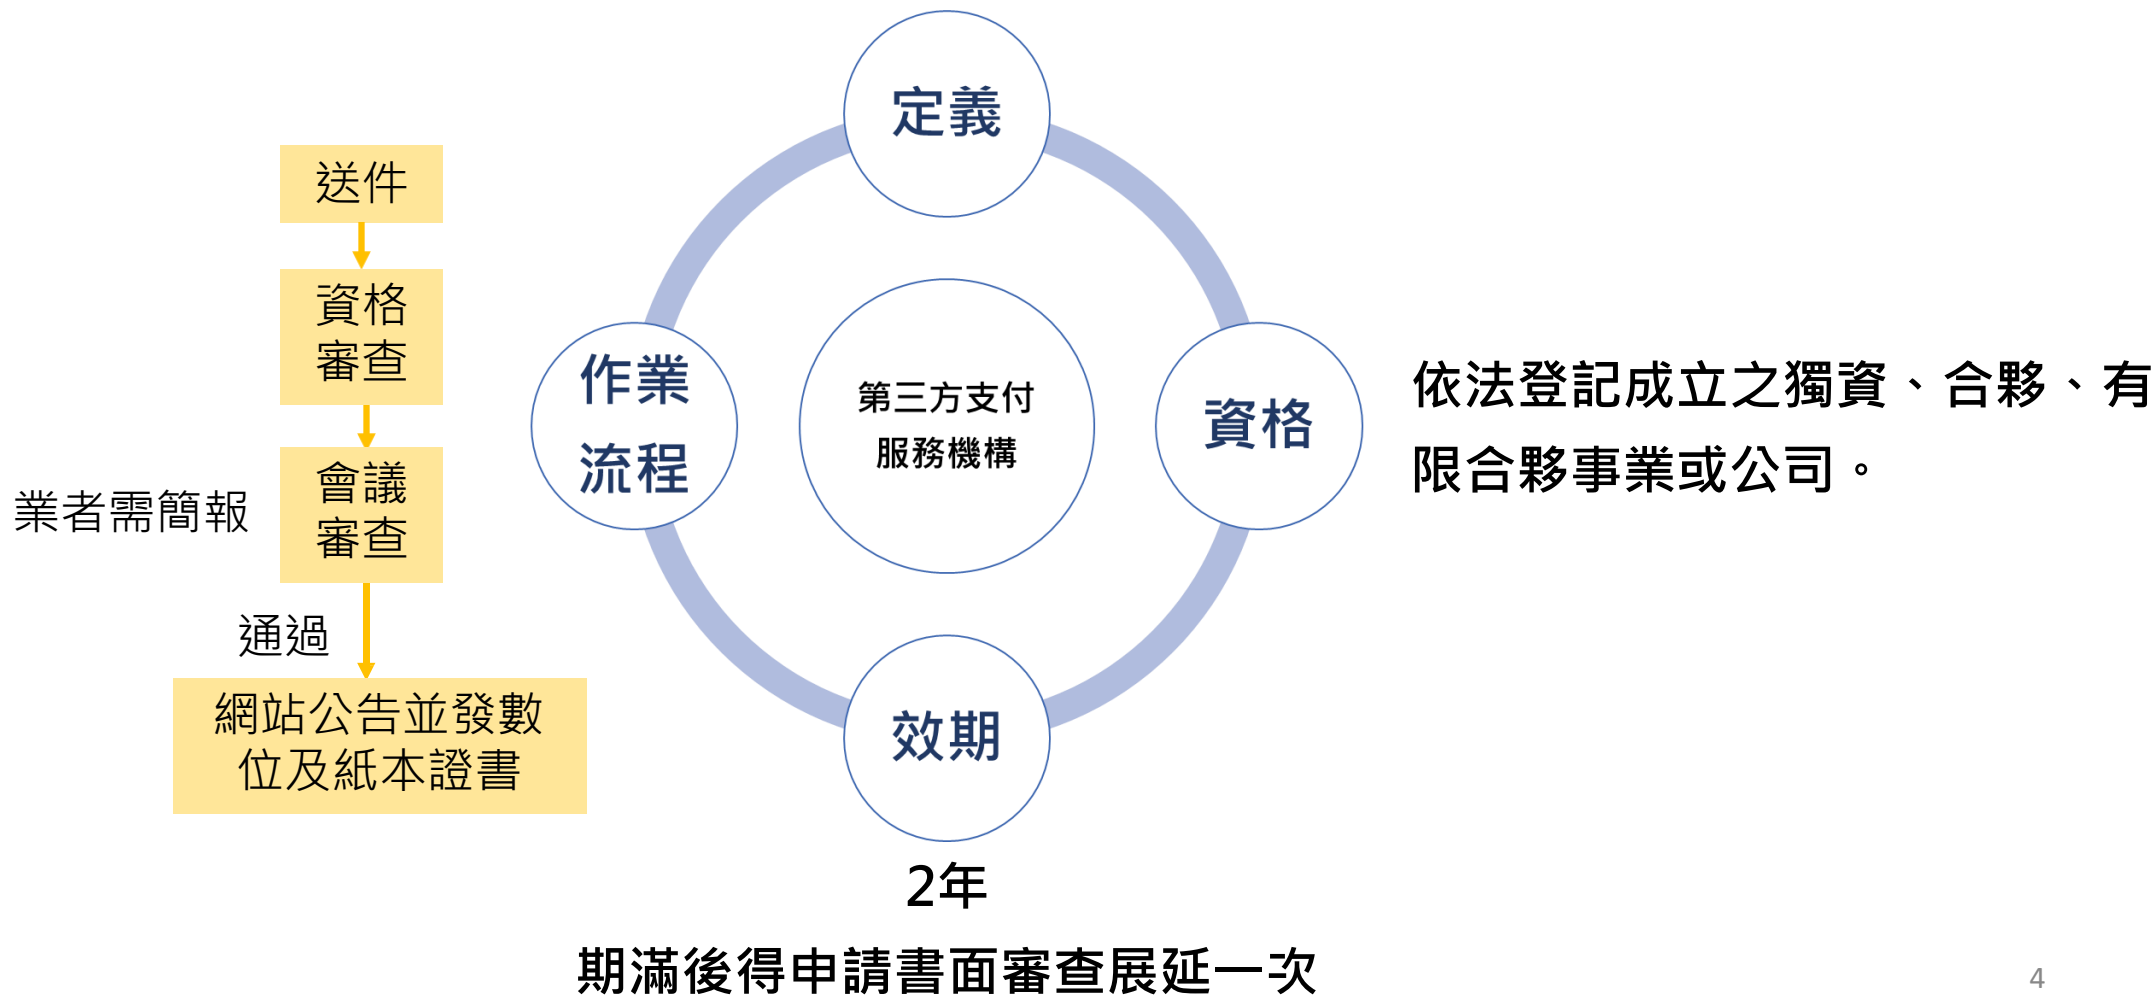 定義
送件
資格
審查
會議
審查
業者需簡報
通過
網站公告並發數
位及紙本證書
作業
流程
第三方支付
服務機構
資格
依法登記成立之獨資、合夥、有
限合夥事業或公司。
效期
2年
期滿後得申請書面審查展延一次
4